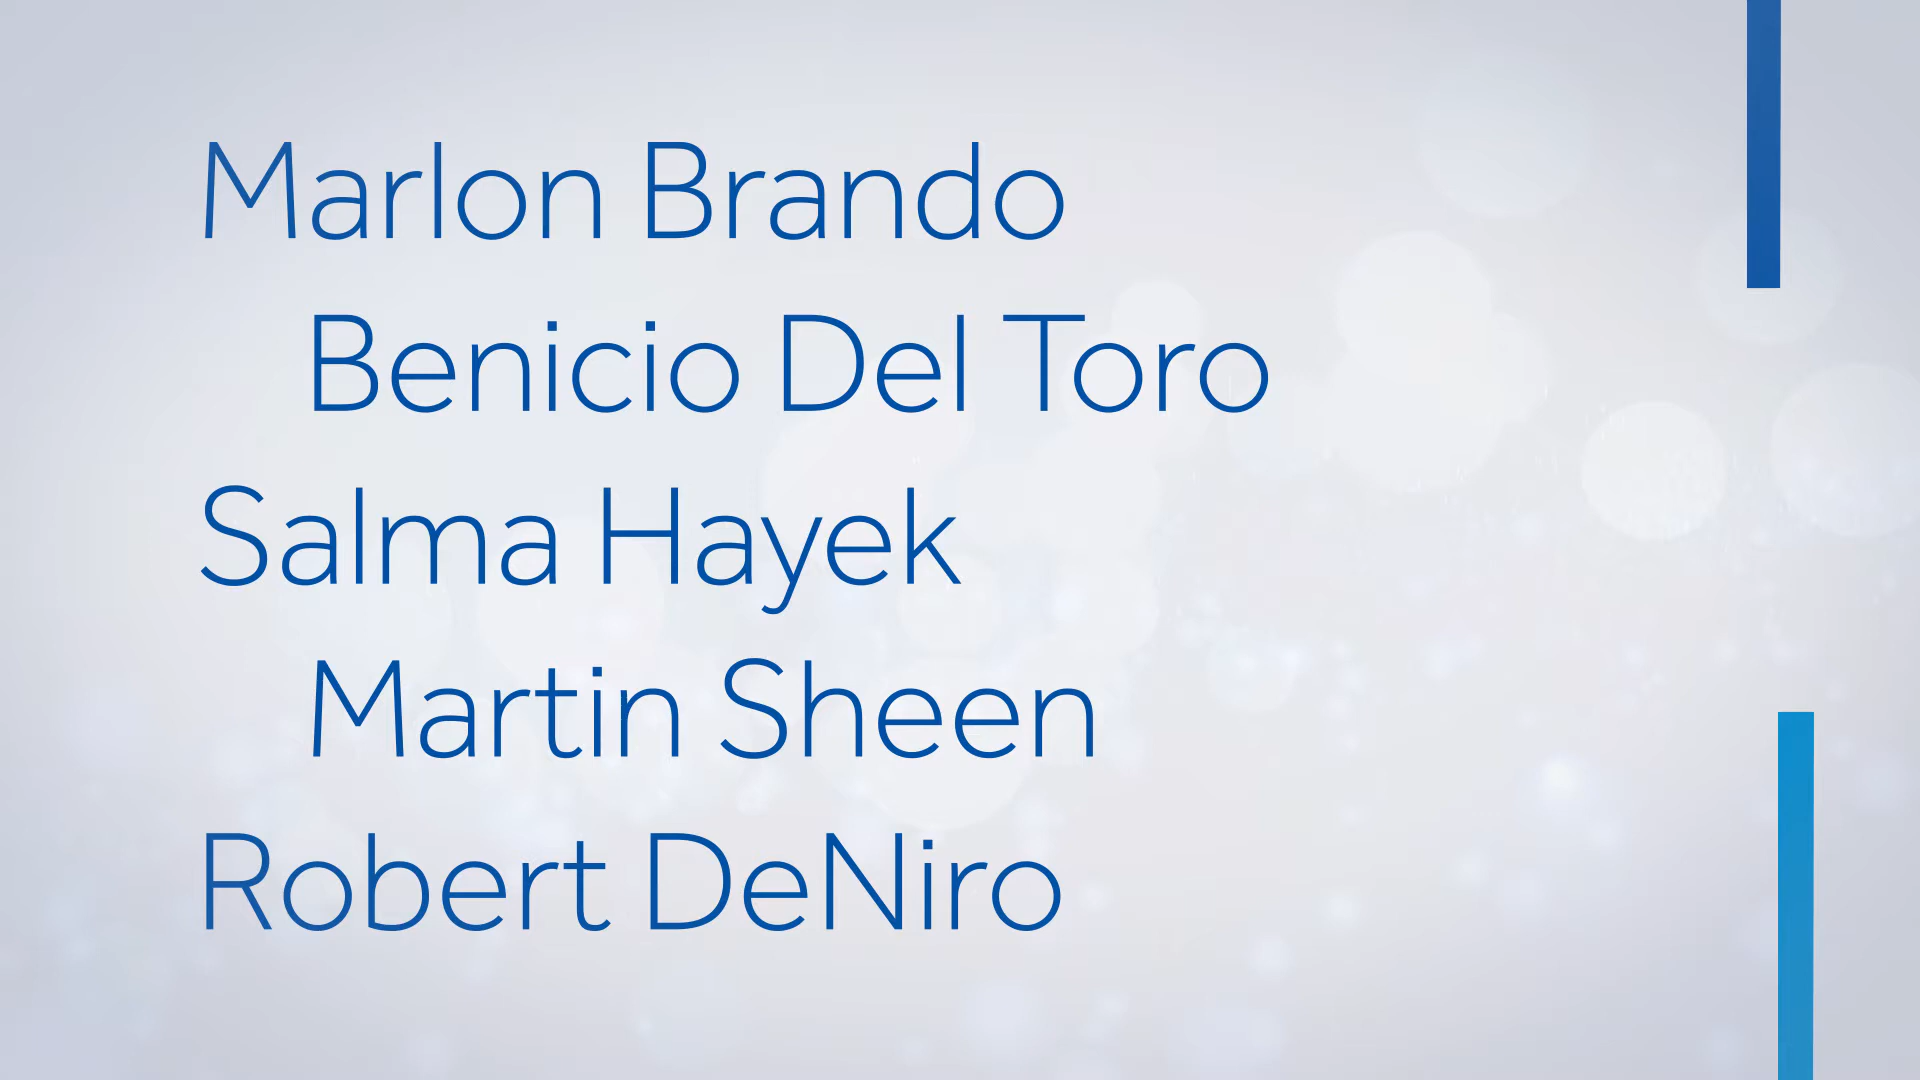 Marlon Brando
Benicio Del Toro
Salma Hayek
Martin Sheen
Robert DeNiro